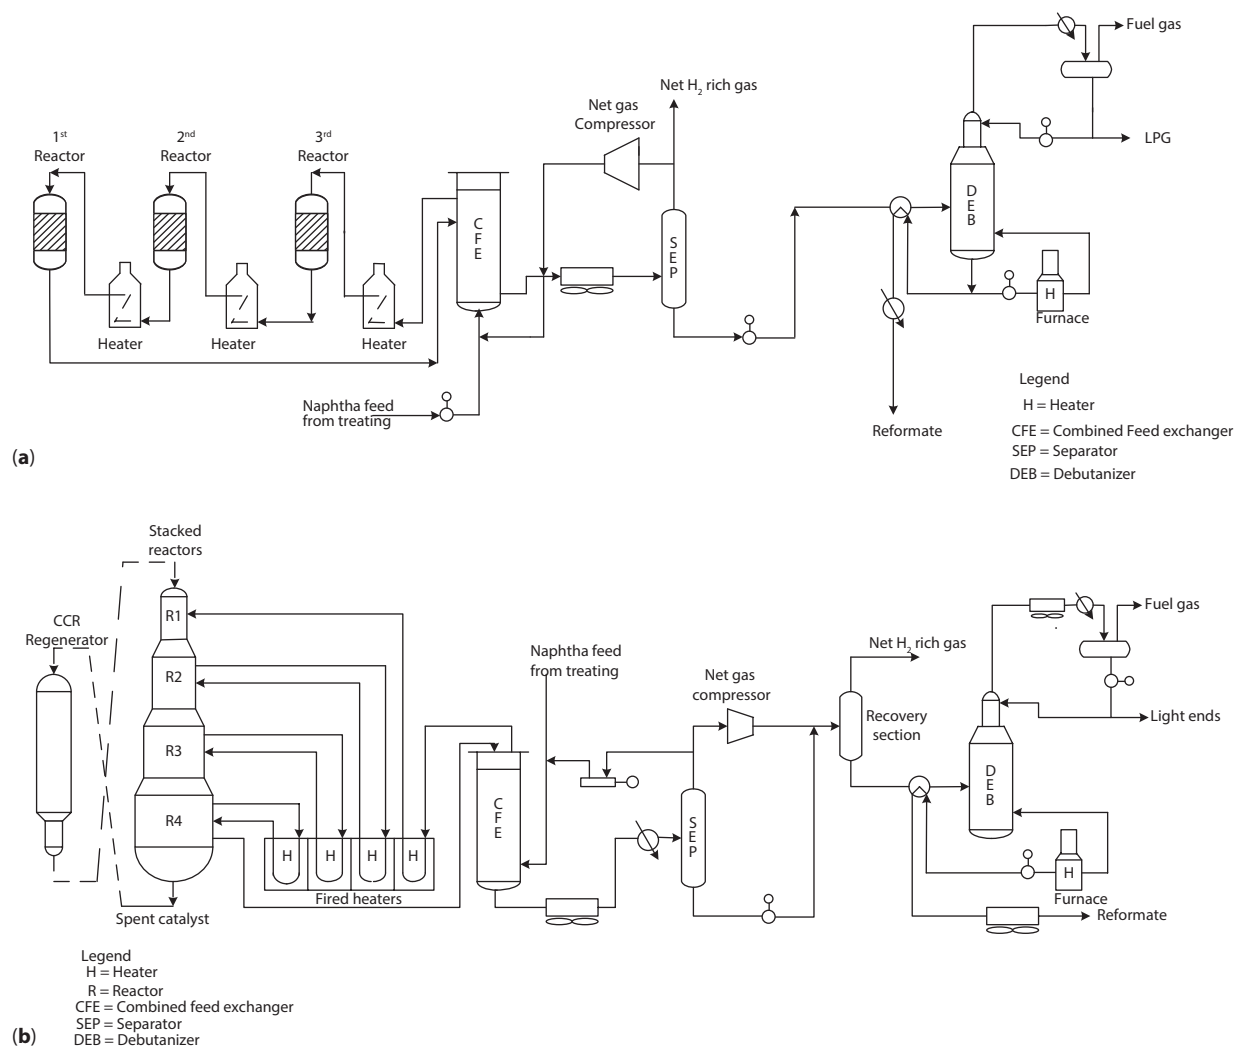 Fuel gas
Net H2 rich gas
Net gas
Compressor
1st
Reactor
2nd
Reactor
3rd
Reactor
LPG
D
E
B
C
F
E
S
E
P
H
Furnace
Heater
Heater
Heater
Naphtha feed
from treating
Reformate
Legend
H = Heater
CFE = Combined Feed exchanger
SEP = Separator
DEB = Debutanizer
(a)
Stacked
reactors
CCR
Regenerator
R1
R2
R3
R4
Naphtha feed
from treating
Net gas
compressor
Net H2 rich gas
Recovery
section
Fuel gas
Light ends
D
E
B
C
F
E
S
E
P
H
H
H
H
Fired heaters
H
Furnace
Reformate
Spent catalyst
Legend
H = Heater
R = Reactor
CFE = Combined feed exchanger
SEP = Separator
DEB = Debutanizer
(b)